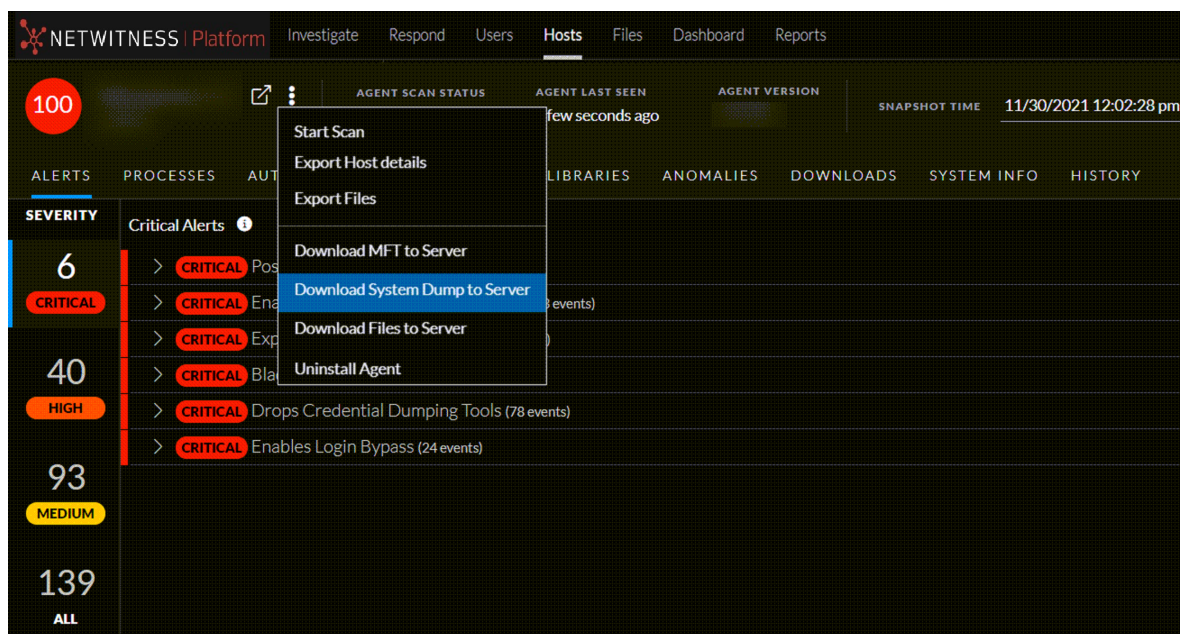 NETWITNESS | Platform Investigate Respond Users Hosts Files Dashboard Reports
100
AGENT SCAN STATUS AGENT LAST SEEN AGENT VERSION SNAPSHOT TIME 11/30/2021 12:02:28 pm
few seconds ago
Start Scan
Export Host details
Export Files
Download MFT to Server
Download System Dump to Server
Download Files to Server
Uninstall Agent
ALERTS PROCESSES AUT LIBRARIES ANOMALIES DOWNLOADS SYSTEM INFO HISTORY
SEVERITY
6
CRITICAL
40
HIGH
93
MEDIUM
139
ALL
Critical Alerts
CRITICAL Pos
CRITICAL Ena events)
CRITICAL Exp )
CRITICAL Bla
CRITICAL Drops Credential Dumping Tools (78 events)
CRITICAL Enables Login Bypass (24 events)